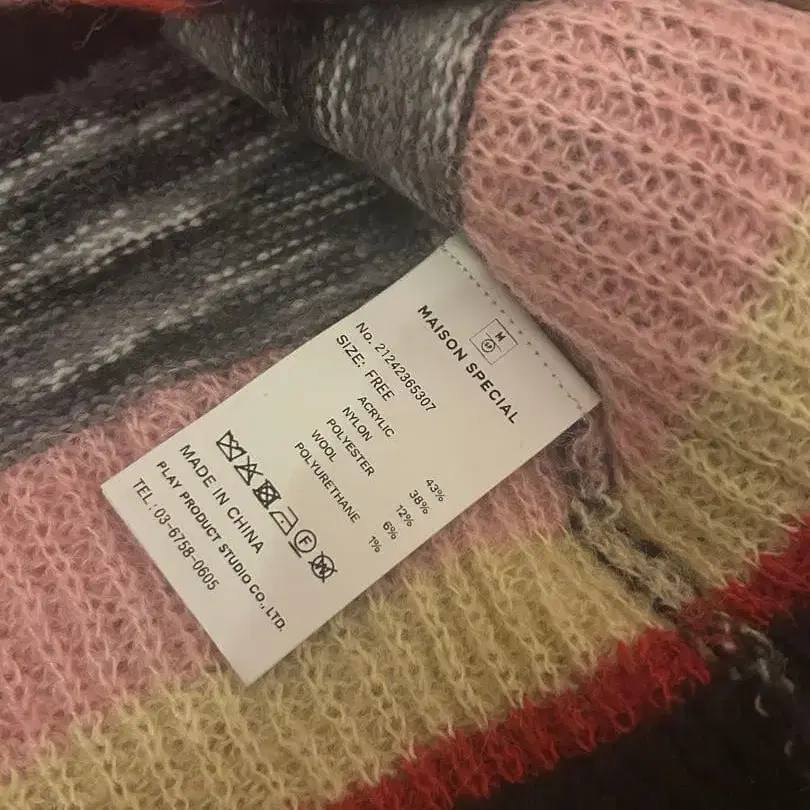 M
MAISON SPECIAL
No. 21242365307
SIZE: FREE
ACRYLIC 43%
NYLON 38%
POLYESTER 12%
WOOL 6%
POLYURETHANE 1%
F W
MADE IN CHINA
PLAY PRODUCT STUDIO CO., LTD.
TEL : 03-6758-0605